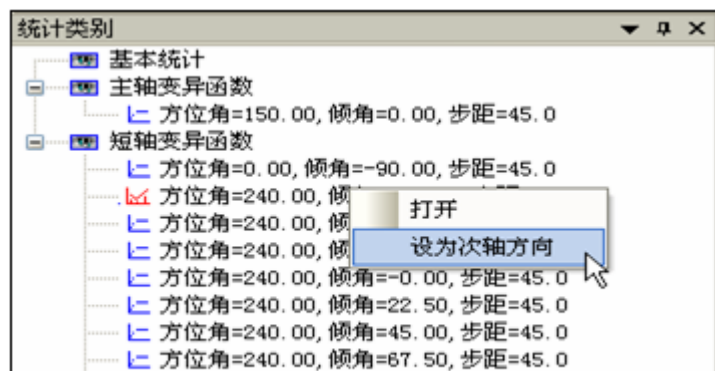 统计类别
基本统计
主轴变异函数
方位角=150.00,倾角=0.00,步距=45.0
短轴变异函数
方位角=0.00,倾角=-90.00,步距=45.0
方位角=240.00,倾
打开
方位角=240.00,倾
方位角=240.00,倾
设为次轴方向
方位角=240.00,倾角=-0.00,步距=45.0
方位角=240.00,倾角=22.50,步距=45.0
方位角=240.00,倾角=45.00,步距=45.0
方位角=240.00,倾角=67.50,步距=45.0